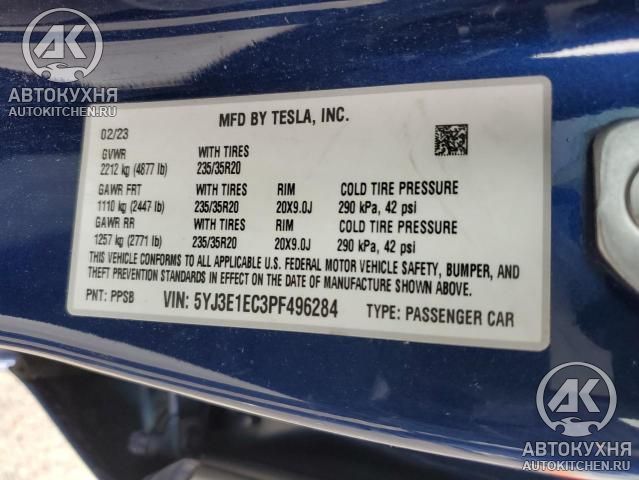 AK
АВТОКУХНЯ
AUTOKITCHEN.RU
MFD BY TESLA, INC.
02/23
GVWR WITH TIRES
2212 kg (4877 lb) 235/35R20
GAWR FRT WITH TIRES RIM COLD TIRE PRESSURE
1110 kg (2447 lb) 235/35R20 20X9.0J 290 kPa, 42 psi
GAWR RR WITH TIRES RIM COLD TIRE PRESSURE
1257 kg (2771 lb) 235/35R20 20X9.0J 290 kPa, 42 psi
THIS VEHICLE CONFORMS TO ALL APPLICABLE U.S. FEDERAL MOTOR VEHICLE SAFETY, BUMPER, AND
THEFT PREVENTION STANDARDS IN EFFECT ON THE DATE OF MANUFACTURE SHOWN ABOVE.
PNT: PPSB VIN: 5YJ3E1EC3PF496284 TYPE: PASSENGER CAR
AK
АВТОКУХНЯ
AUTOKITCHEN.RU